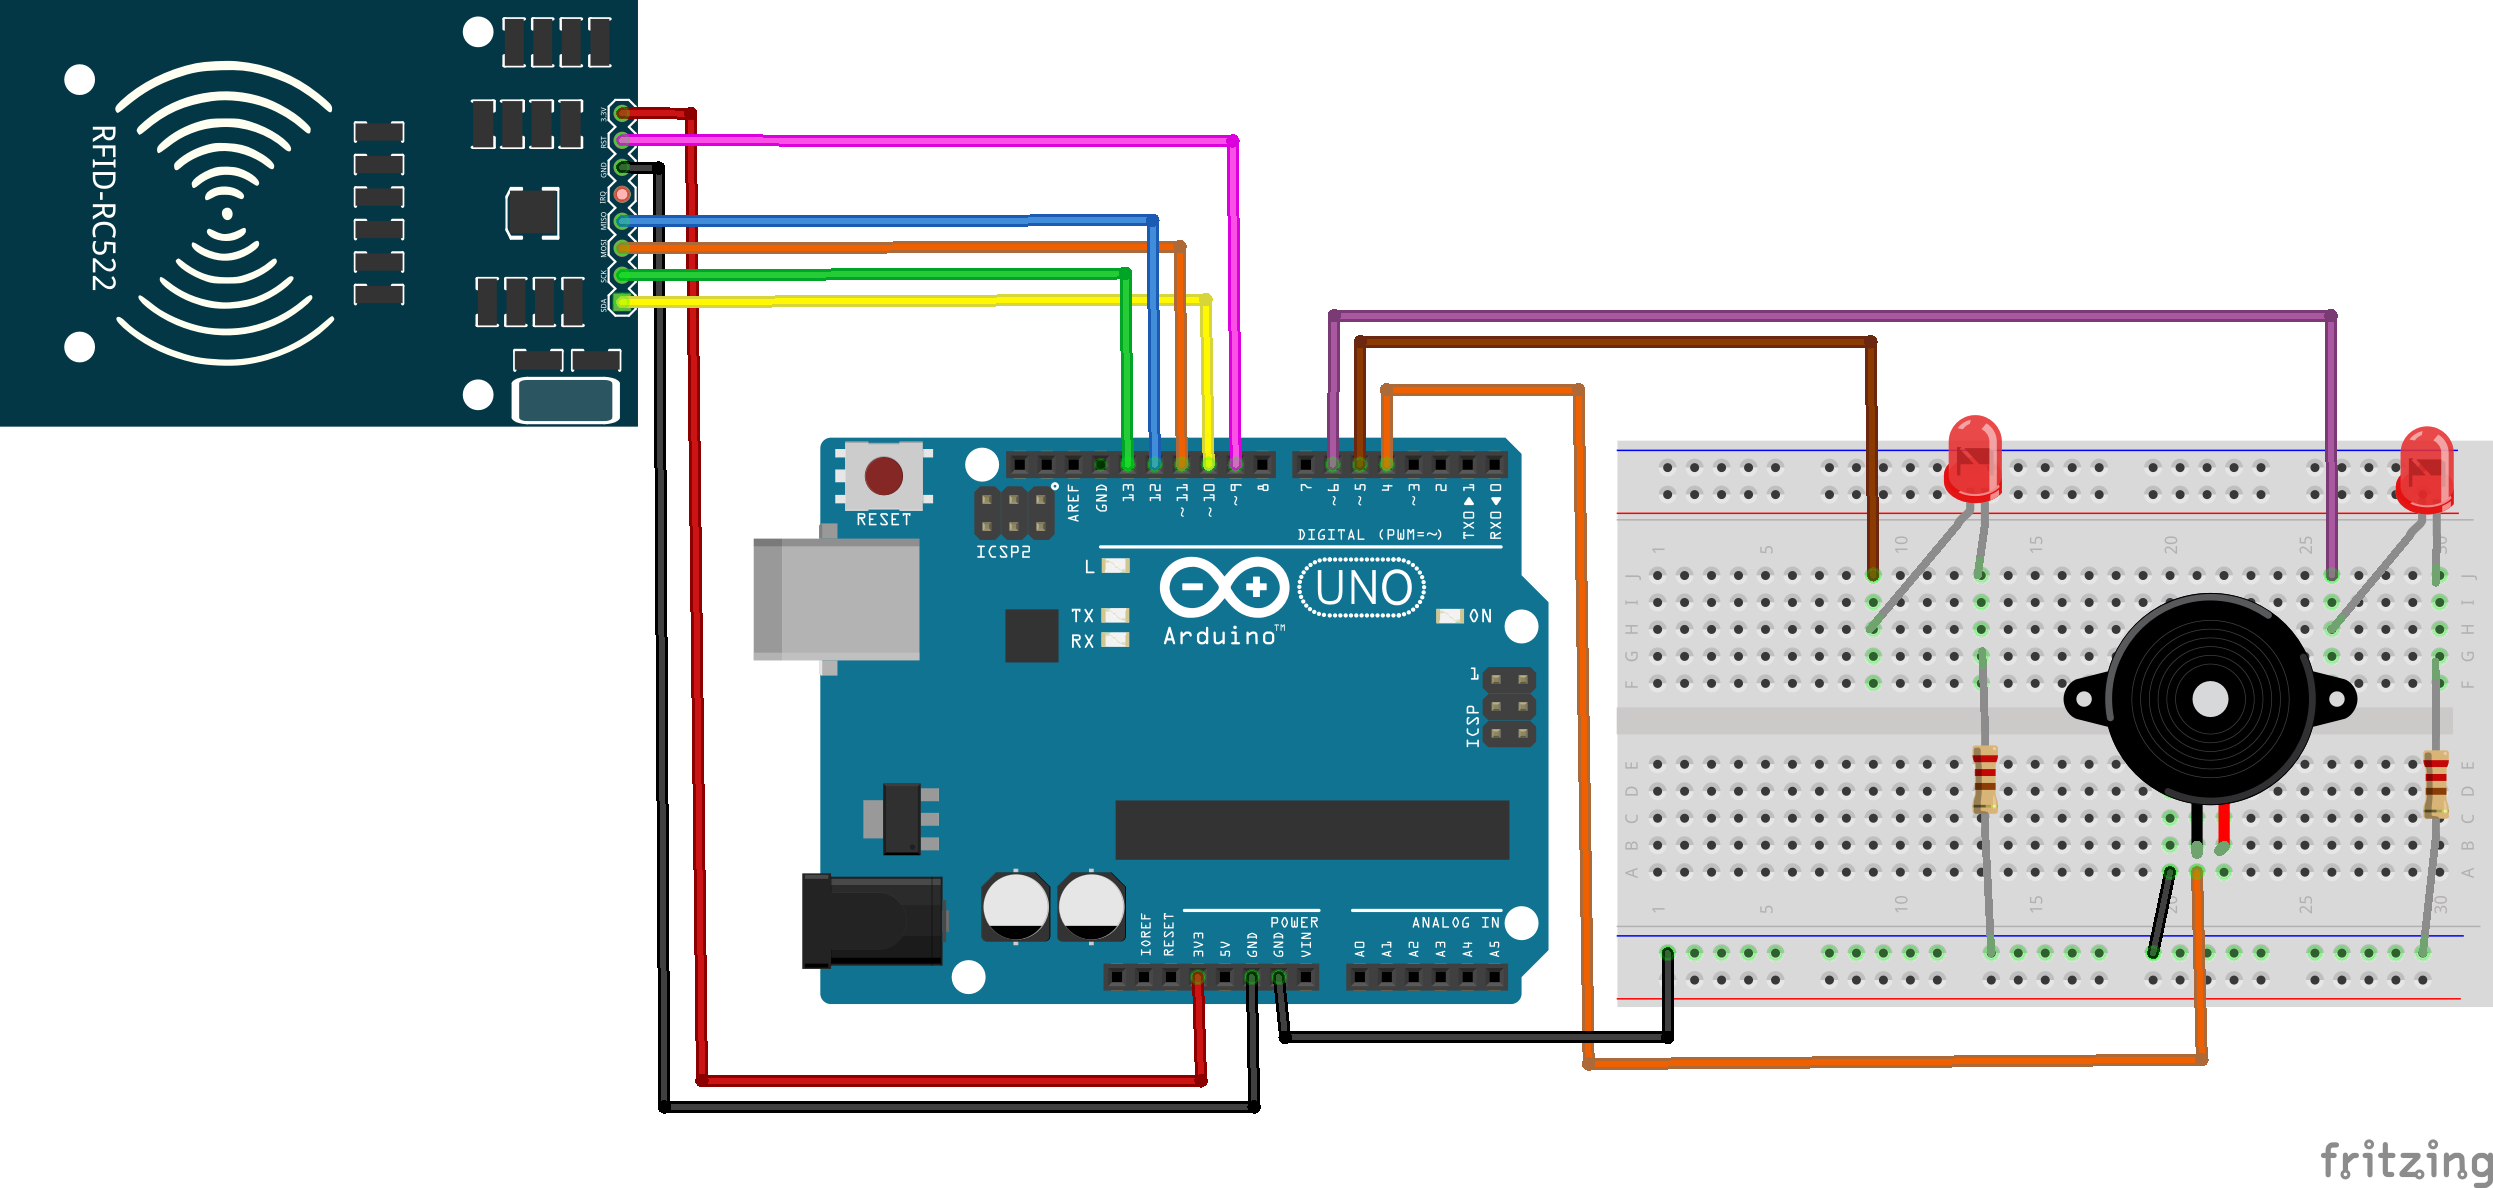 RFID-RC522
3.3V
RST
GND
IRQ
MISO
MOSI
SCK
SDA
RESET
ICSP2
AREF
GND
13
12
~11
~10
~9
8
7
~6
~5
4
~3
2
TX0 1
RX0 0
DIGITAL (PWM=~)
L
TX
RX
Arduino™
UNO
ON
1
ICSP
IOREF
RESET
3V3
5V
GND
GND
VIN
POWER
A0
A1
A2
A3
A4
A5
ANALOG IN
1
5
10
15
20
25
30
J
I
H
G
F
E
D
C
B
A
J
I
H
G
F
E
D
C
B
A
1
5
10
15
20
25
30
fritzing